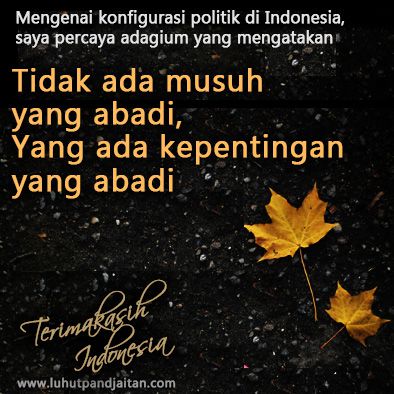 Mengenai konfigurasi politik di Indonesia,
saya percaya adagium yang mengatakan
Tidak ada musuh
yang abadi,
Yang ada kepentingan
yang abadi
Terimakasih
Indonesia
www.luhutpandjaitan.com